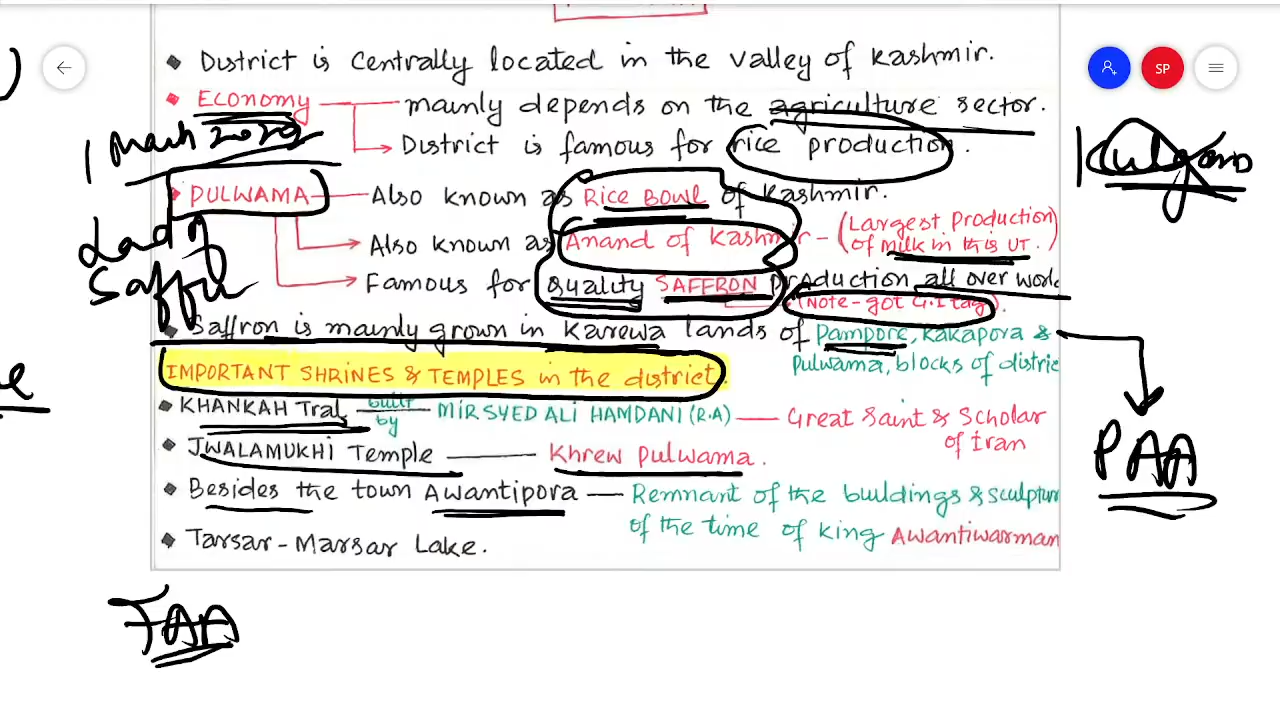 SP
◆ District is centrally located in the valley of Kashmir.
◆ ECONOMY — mainly depends on the agriculture sector.
→ District is famous for rice production.
1 March 2020
Kulgam
◆ PULWAMA — Also known as Rice Bowl of Kashmir.
→ Also known as Anand of Kashmir - (Largest Production of milk in this UT.)
→ Famous for quality SAFFRON production all over world
(Note - got G.I tag).
Land of
Saffron
◆ Saffron is mainly grown in Karewa lands of Pampore, Kakapora &
Pulwama, blocks of distric
IMPORTANT SHRINES & TEMPLES in the district.
◆ KHANKAH Tral — built by — MIR SYED ALI HAMDANI (R.A) — Great Saint & Scholar
of Iran
PAA
◆ JWALAMUKHI Temple — Khrew Pulwama.
◆ Besides the town Awantipora — Remnant of the buildings & sculptur
of the time of king Awantiwarman
◆ Tarsar-Marsar Lake.